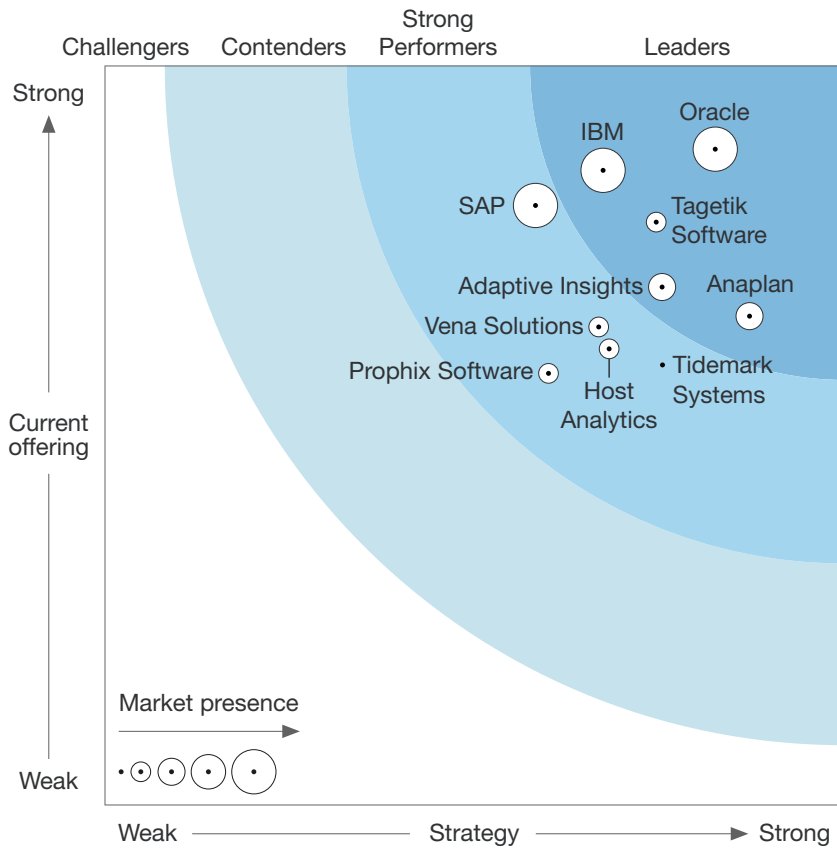 Strong
Challengers Contenders Performers Leaders
Strong
Oracle
IBM
SAP
Tagetik
Software
Adaptive Insights
Anaplan
Vena Solutions
Prophix Software
Host
Analytics
Tidemark
Systems
Current
offering
Market presence
Weak
Weak Strategy Strong